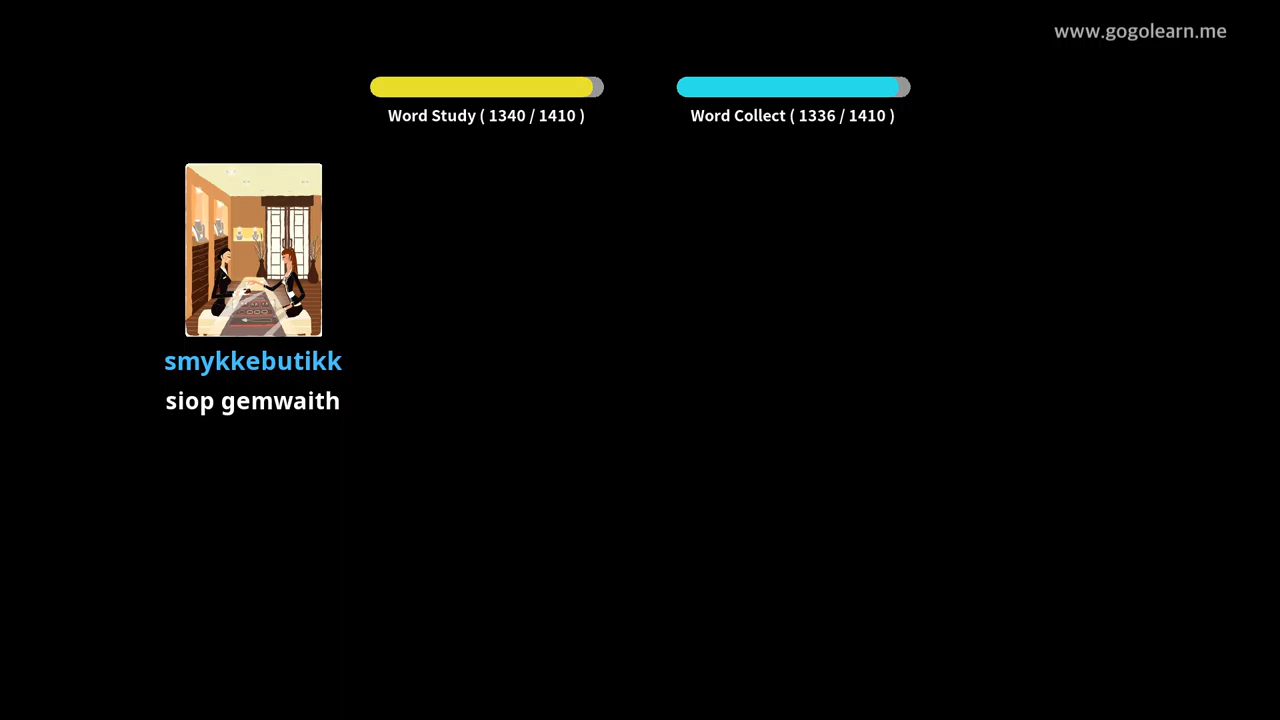 www.gogolearn.me
Word Study ( 1340 / 1410 )
Word Collect ( 1336 / 1410 )
smykkebutikk
siop gemwaith